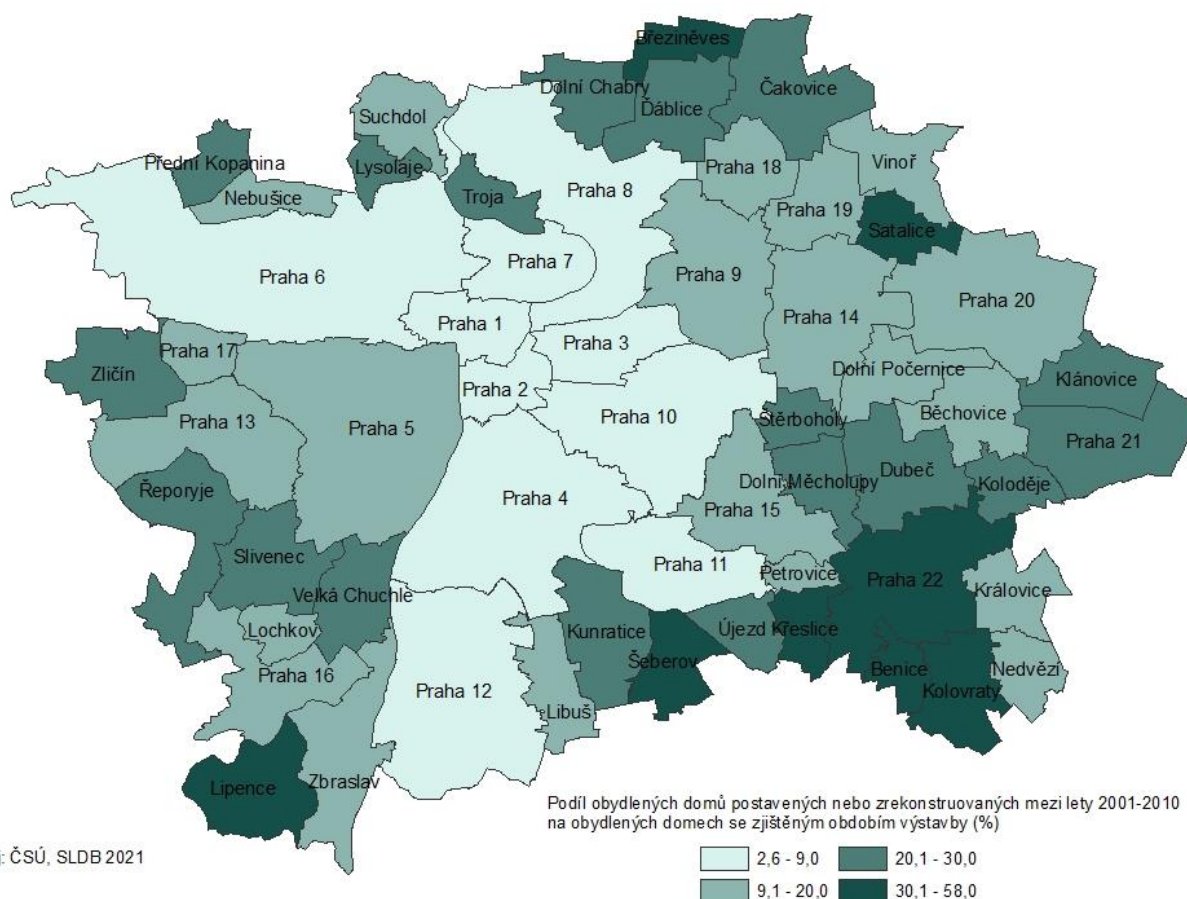 Březiněves
Dolní Chabry
Ďáblice
Čakovice
Suchdol
Přední Kopanina
Lysolaje
Nebušice
Troja
Praha 8
Praha 18
Vinoř
Praha 19
Satalice
Praha 7
Praha 6
Praha 9
Praha 20
Praha 1
Praha 14
Praha 3
Praha 17
Zličín
Dolní Počernice
Klánovice
Praha 2
Praha 10
Běchovice
Praha 13
Praha 5
Štěrboholy
Praha 21
Dubeč
Dolní Měcholupy
Koloděje
Řeporyje
Praha 4
Praha 15
Slivenec
Praha 11
Petrovice
Praha 22
Královice
Velká Chuchle
Lochkov
Kunratice
Újezd
Křeslice
Šeberov
Praha 16
Benice
Nedvězí
Praha 12
Kolovraty
Libuš
Lipence
Zbraslav
Podíl obydlených domů postavených nebo zrekonstruovaných mezi lety 2001-2010
na obydlených domech se zjištěným obdobím výstavby (%)
2,6 - 9,0
20,1 - 30,0
9,1 - 20,0
30,1 - 58,0
: ČSÚ, SLDB 2021